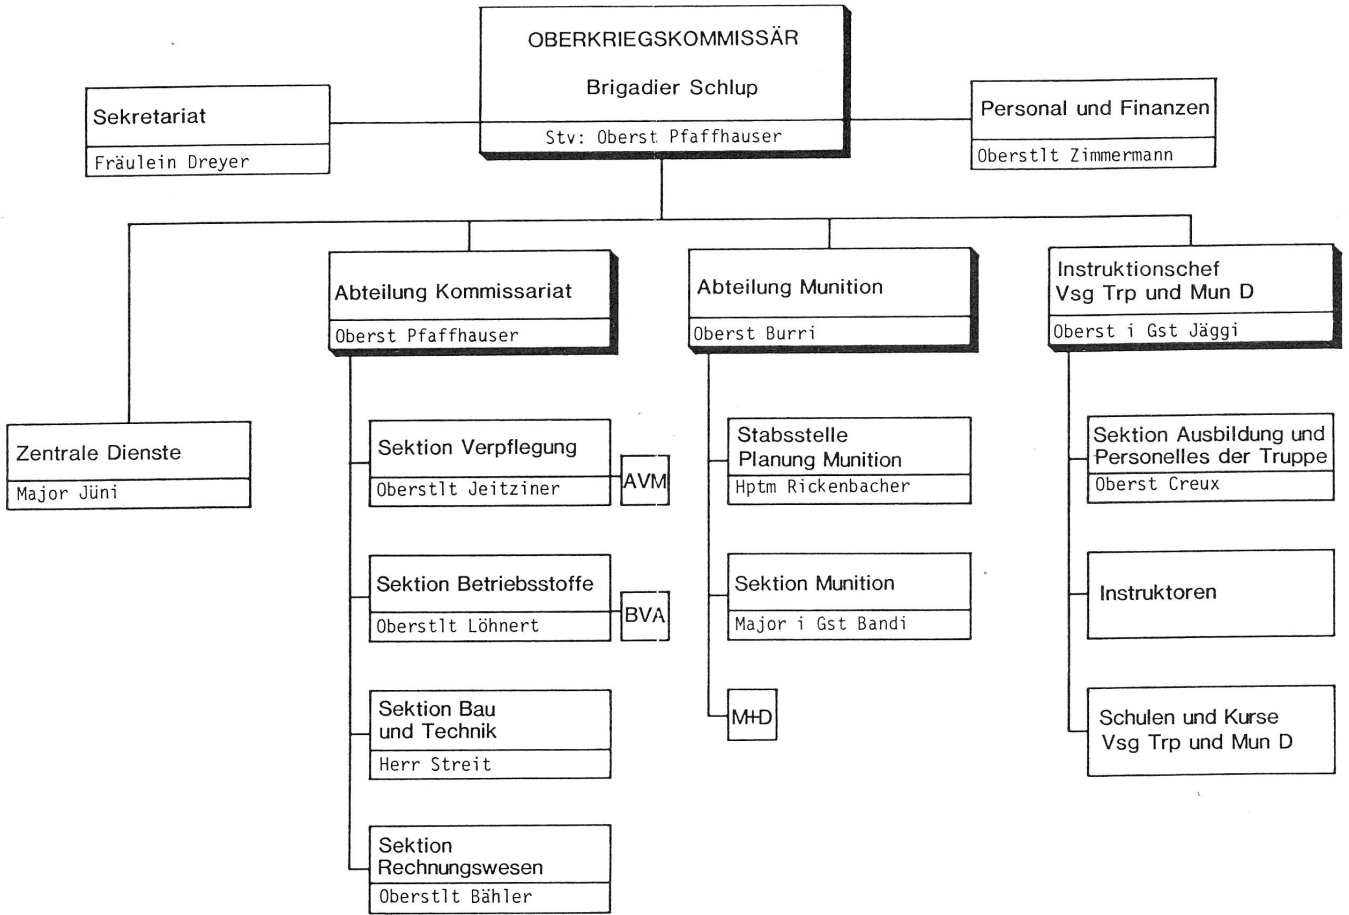 OBERKRIEGSKOMMISSÄR
Brigadier Schlup
Stv: Oberst Pfaffhauser
Sekretariat
Fräulein Dreyer
Personal und Finanzen
Oberstlt Zimmermann
Zentrale Dienste
Major Jüni
Abteilung Kommissariat
Oberst Pfaffhauser
Sektion Verpflegung
Oberstlt Jeitziner
AVM
Sektion Betriebsstoffe
Oberstlt Löhnert
BVA
Sektion Bau
und Technik
Herr Streit
Sektion
Rechnungswesen
Oberstlt Bähler
Abteilung Munition
Oberst Burri
Stabsstelle
Planung Munition
Hptm Rickenbacher
Sektion Munition
Major i Gst Bandi
M+D
Instruktionschef
Vsg Trp und Mun D
Oberst i Gst Jäggi
Sektion Ausbildung und
Personelles der Truppe
Oberst Creux
Instruktoren
Schulen und Kurse
Vsg Trp und Mun D